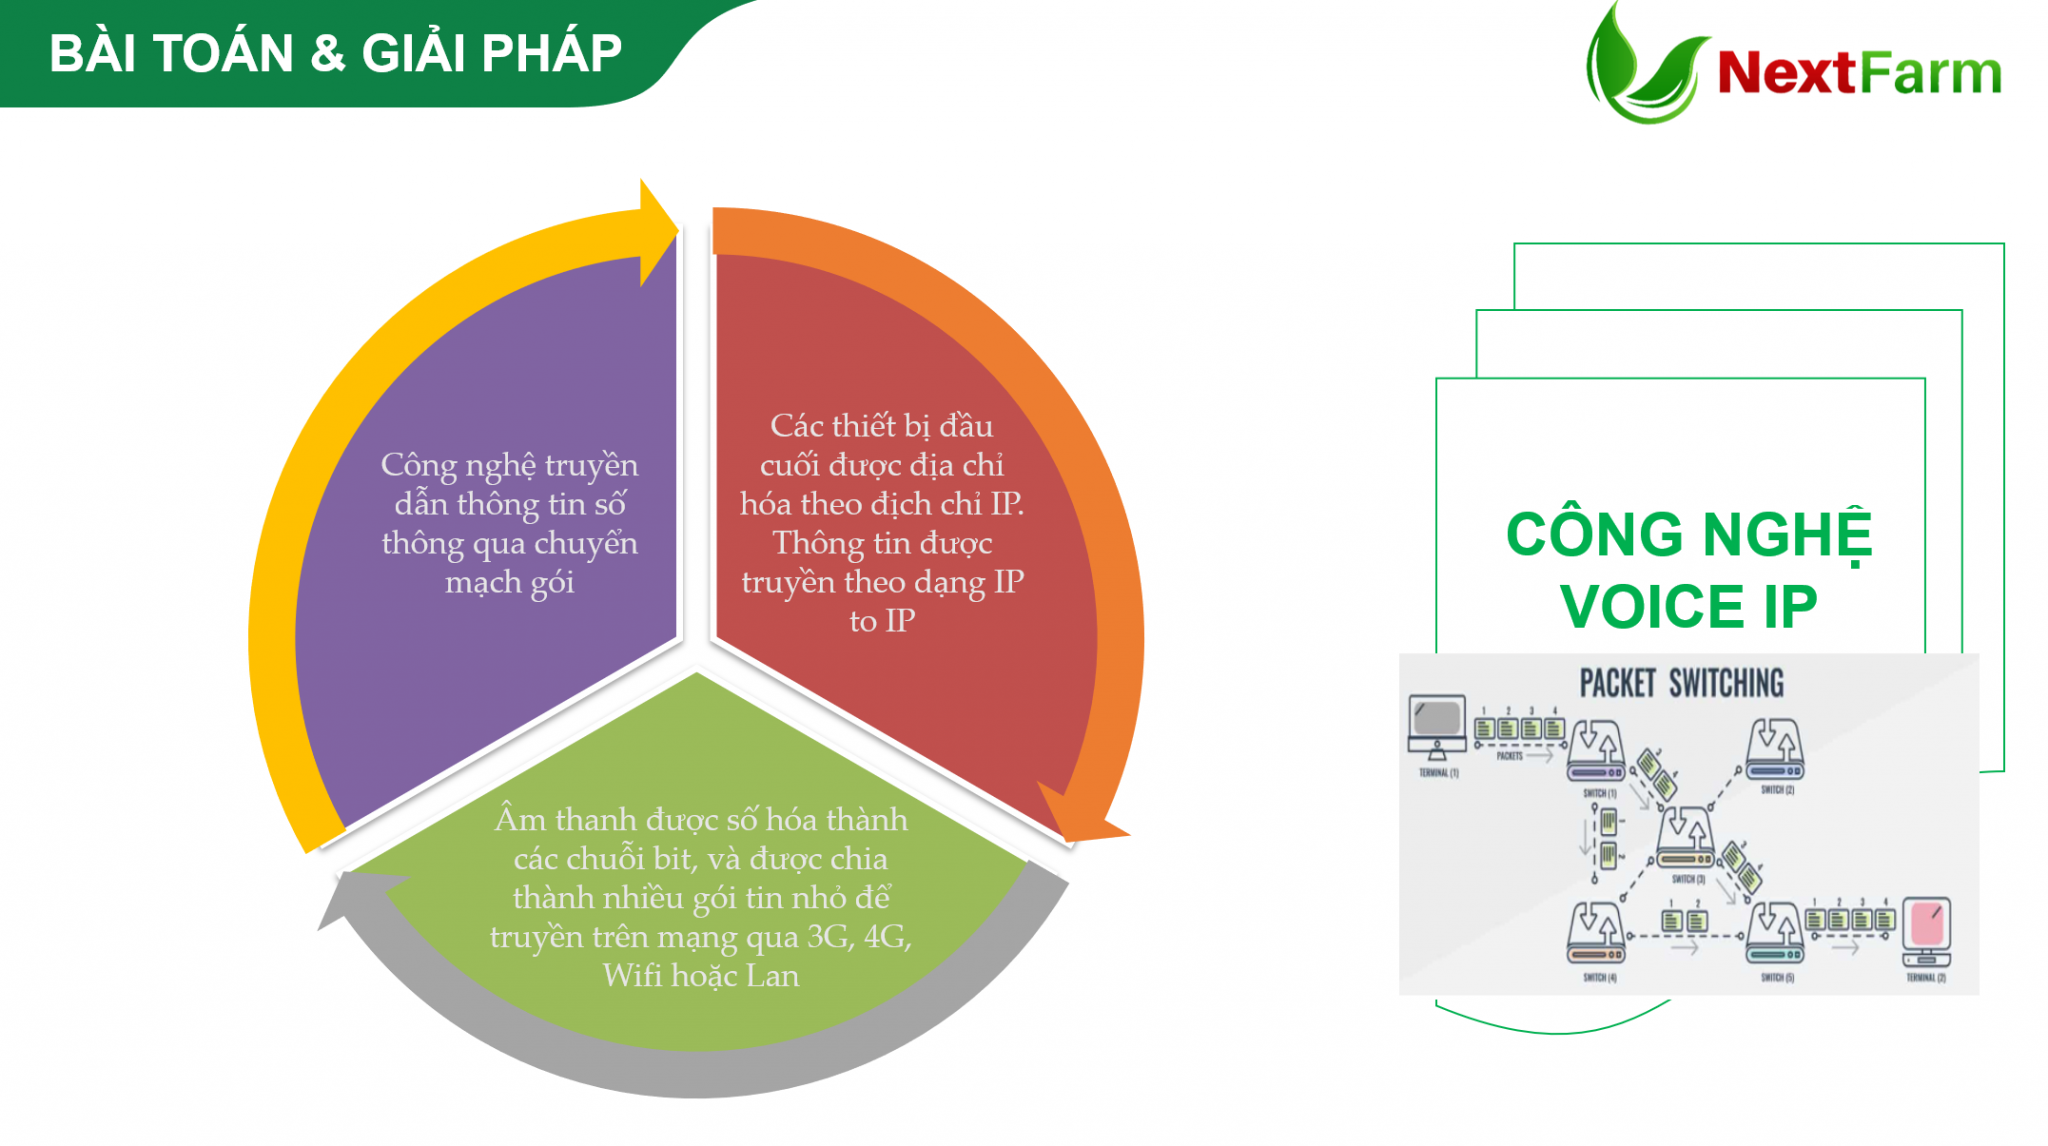 BÀI TOÁN & GIẢI PHÁP
NextFarm
Công nghệ truyền
dẫn thông tin số
thông qua chuyển
mạch gói
Các thiết bị đầu
cuối được địa chỉ
hóa theo địch chỉ IP.
Thông tin được
truyền theo dạng IP
to IP
Âm thanh được số hóa thành
các chuỗi bit, và được chia
thành nhiều gói tin nhỏ để
truyền trên mạng qua 3G, 4G,
Wifi hoặc Lan
CÔNG NGHỆ
VOICE IP
PACKET SWITCHING
1 2 3 4
PACKETS
TERMINAL (1)
SWITCH (1)
SWITCH (2)
SWITCH (3)
3 4
1 2
1 2 3 4
SWITCH (4)
SWITCH (5)
TERMINAL (2)